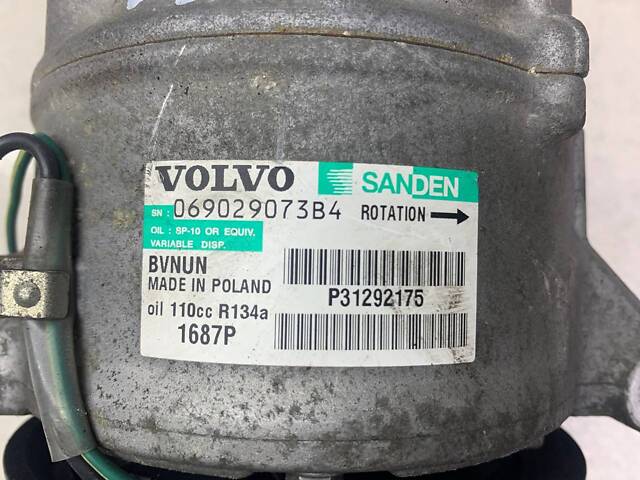 VOLVO SANDEN
SN : 069029073B4 ROTATION
OIL : SP-10 OR EQUIV.
VARIABLE DISP.
BVNUN
MADE IN POLAND
P31292175
oil 110cc R134a
1687P